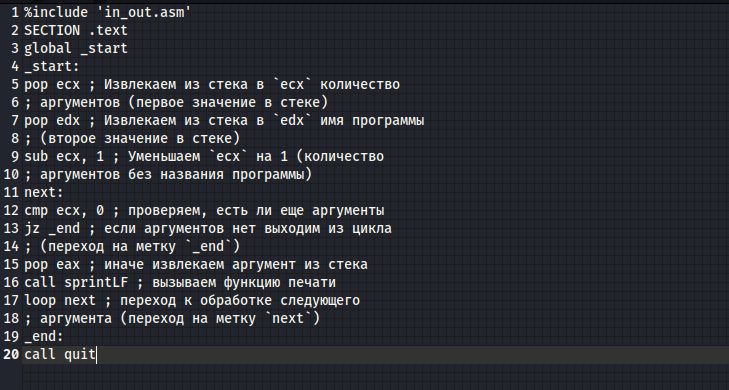 1 %include 'in_out.asm'
2 SECTION .text
3 global _start
4 _start:
5 pop ecx ; Извлекаем из стека в `ecx` количество
6 ; аргументов (первое значение в стеке)
7 pop edx ; Извлекаем из стека в `edx` имя программы
8 ; (второе значение в стеке)
9 sub ecx, 1 ; Уменьшаем `ecx` на 1 (количество
10 ; аргументов без названия программы)
11 next:
12 cmp ecx, 0 ; проверяем, есть ли еще аргументы
13 jz _end ; если аргументов нет выходим из цикла
14 ; (переход на метку `_end`)
15 pop eax ; иначе извлекаем аргумент из стека
16 call sprintLF ; вызываем функцию печати
17 loop next ; переход к обработке следующего
18 ; аргумента (переход на метку `next`)
19 _end:
20 call quit